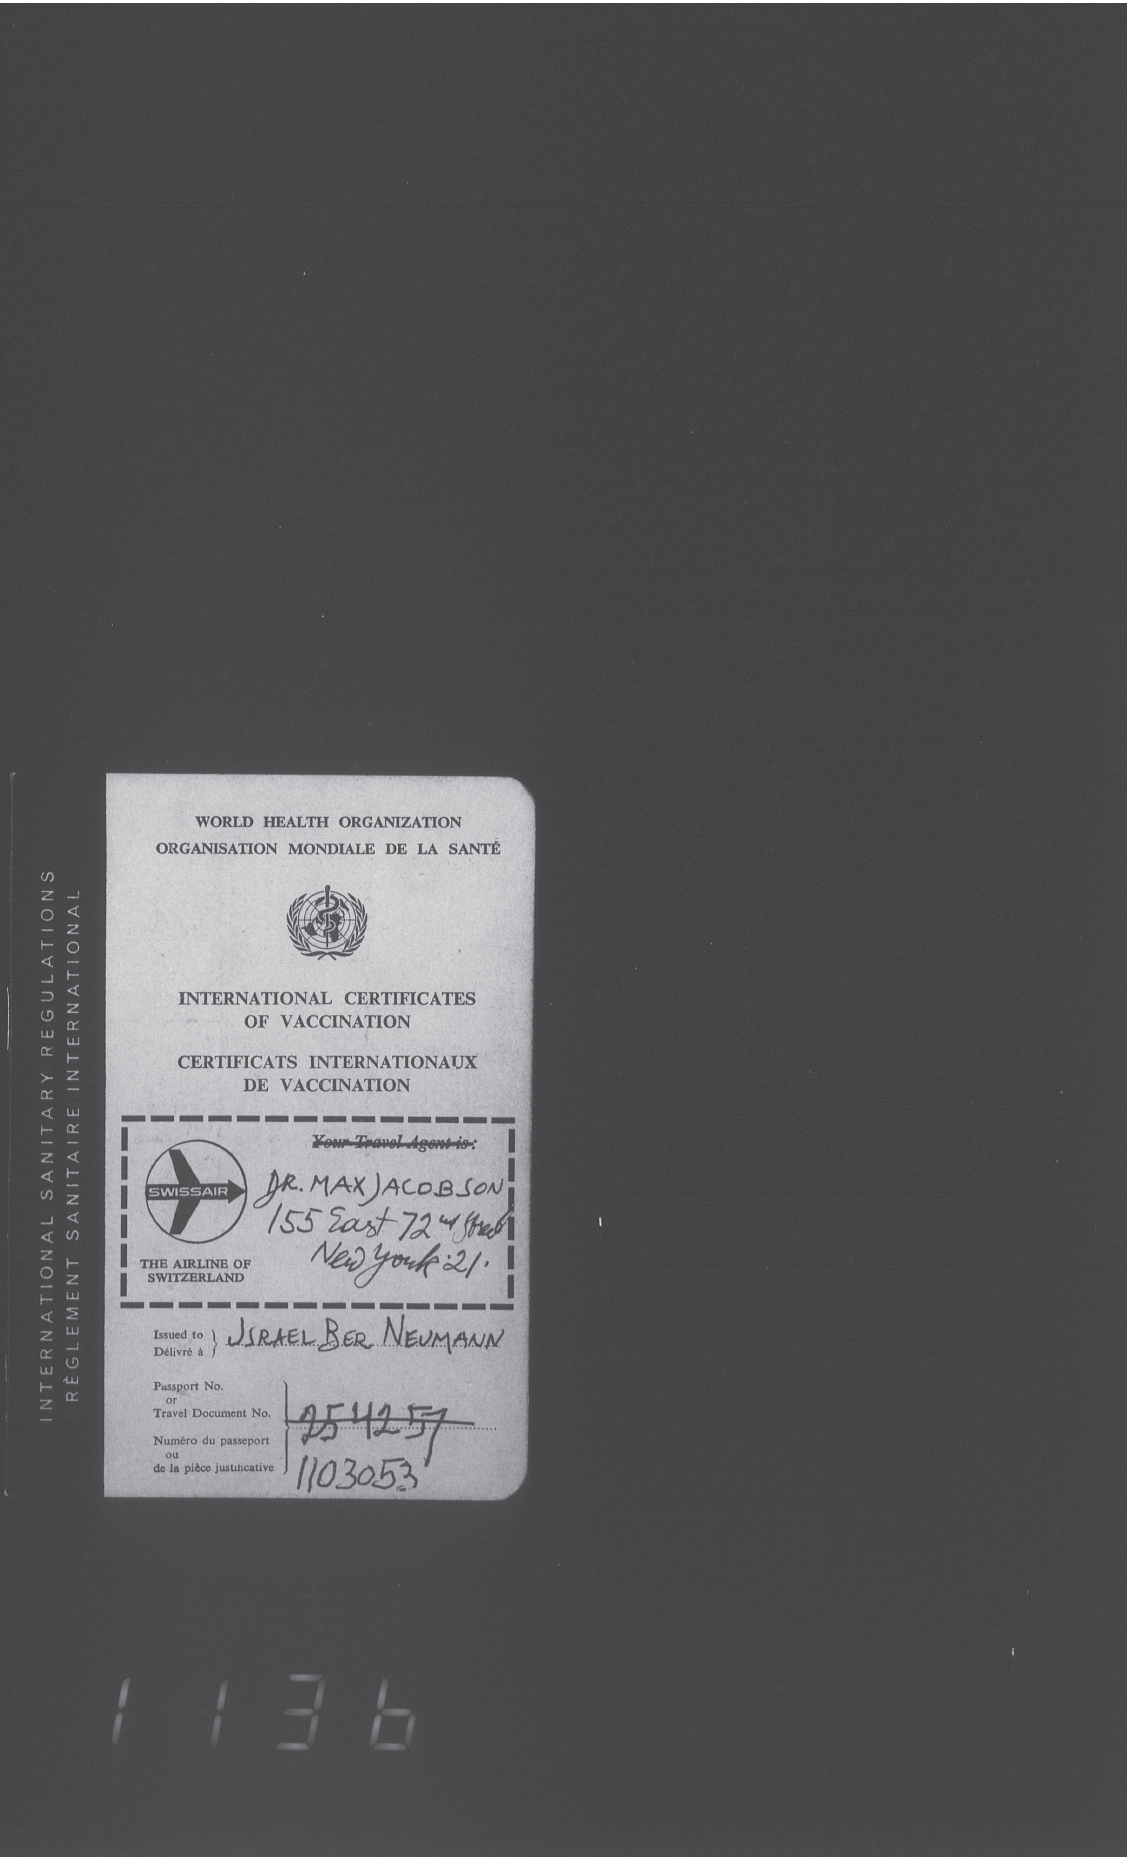 INTERNATIONAL SANITARY REGULATIONS
RÈGLEMENT SANITAIRE INTERNATIONAL
WORLD HEALTH ORGANIZATION
ORGANISATION MONDIALE DE LA SANTÉ
INTERNATIONAL CERTIFICATES
OF VACCINATION
CERTIFICATS INTERNATIONAUX
DE VACCINATION
Your Travel Agent is:
SWISSAIR
THE AIRLINE OF
SWITZERLAND
DR. MAX JACOBSON
155 East 72nd Street
New York 21.
Issued to
Délivré à
ISRAEL BER NEUMANN
Passport No.
or
Travel Document No.
Numéro du passeport
ou
de la pièce justificative
254257
1103053
1136